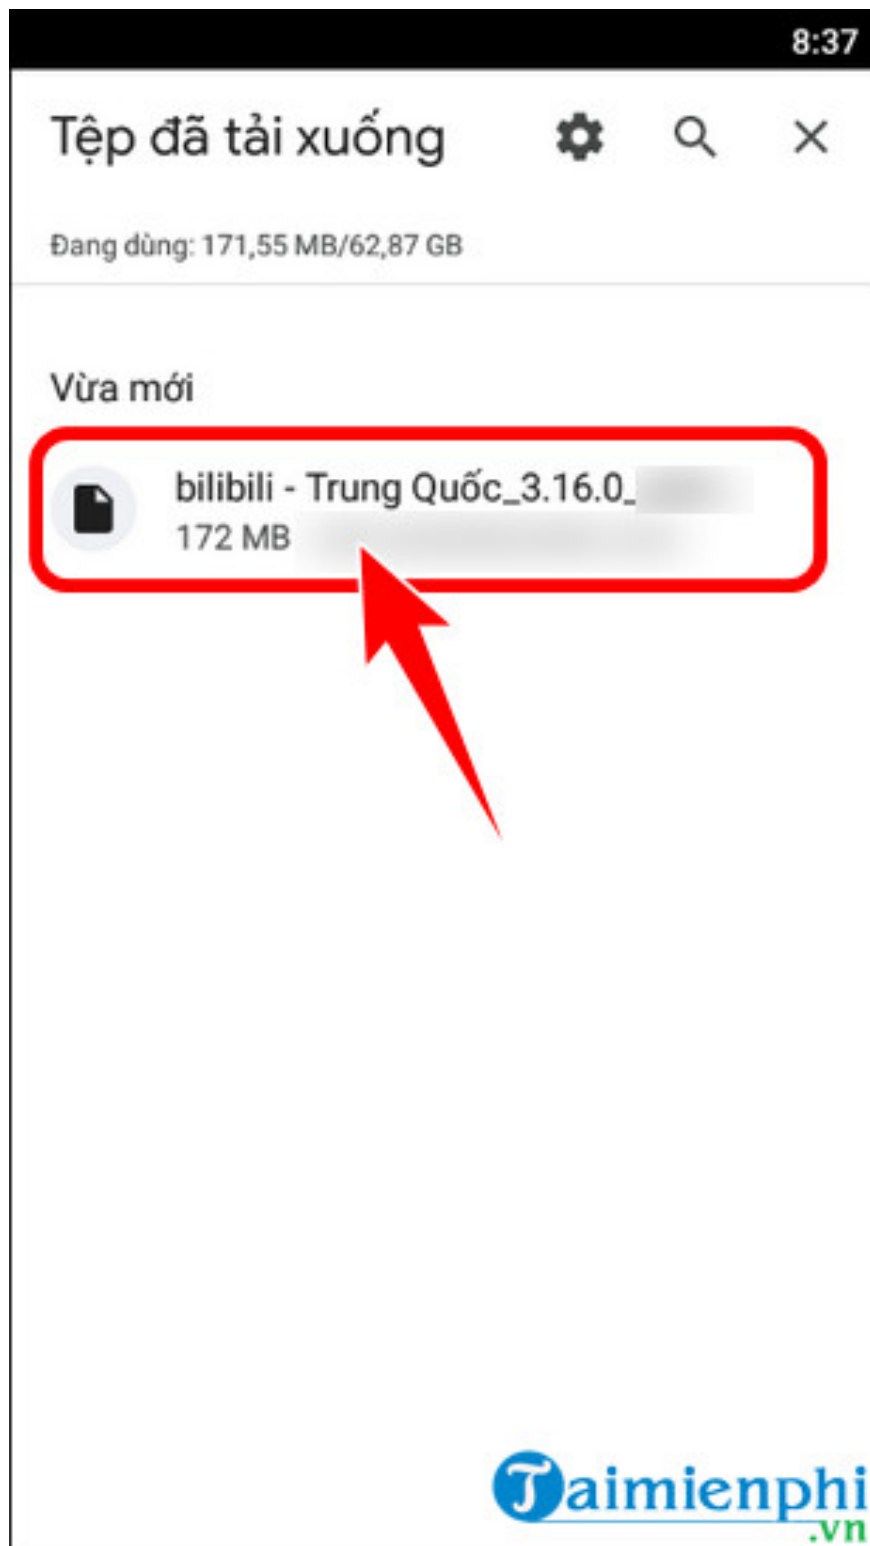 8:37
Tệp đã tải xuống
Đang dùng: 171,55 MB/62,87 GB
Vừa mới
bilibili - Trung Quốc_3.16.0_
172 MB
Taimienphi
.vn